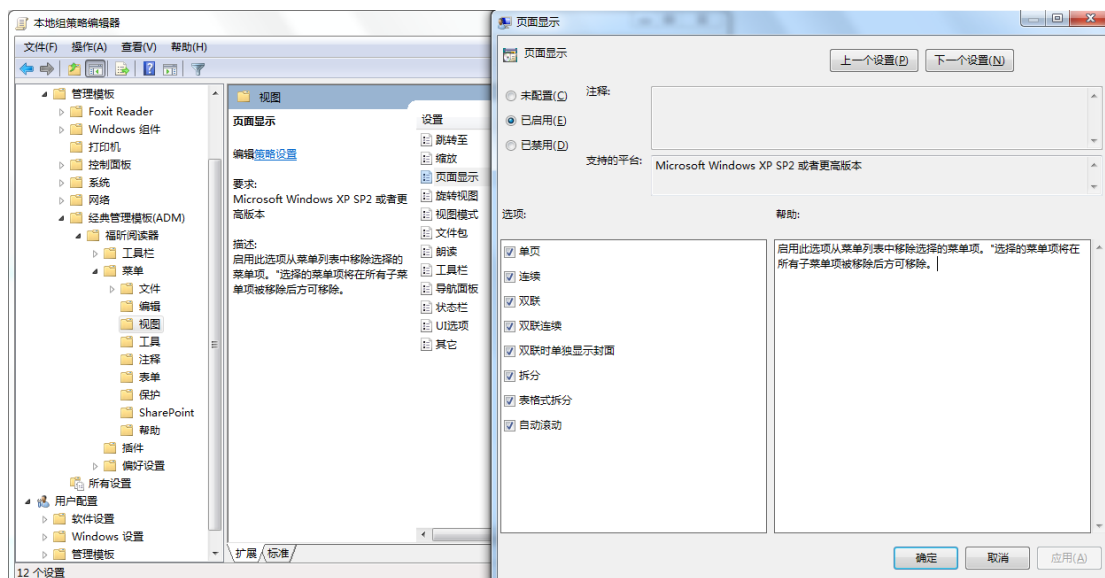 本地组策略编辑器
文件(F) 操作(A) 查看(V) 帮助(H)
管理模板
Foxit Reader
Windows 组件
打印机
控制面板
系统
网络
经典管理模板(ADM)
福昕阅读器
工具栏
菜单
文件
编辑
视图
工具
注释
表单
保护
SharePoint
帮助
插件
偏好设置
所有设置
用户配置
软件设置
Windows 设置
管理模板
12 个设置
视图
页面显示
编辑策略设置
要求:
Microsoft Windows XP SP2 或者更
高版本
描述:
启用此选项从菜单列表中移除选择的
菜单项。"选择的菜单项将在所有子菜
单项被移除后方可移除。
设置
跳转至
缩放
页面显示
旋转视图
视图模式
文件包
朗读
工具栏
导航面板
状态栏
UI选项
其它
扩展 标准
页面显示
页面显示
上一个设置(P) 下一个设置(N)
未配置(C) 注释:
已启用(E)
已禁用(D)
支持的平台: Microsoft Windows XP SP2 或者更高版本
选项: 帮助:
单页
连续
双联
双联连续
双联时单独显示封面
拆分
表格式拆分
自动滚动
启用此选项从菜单列表中移除选择的菜单项。"选择的菜单项将在
所有子菜单项被移除后方可移除。
确定 取消 应用(A)